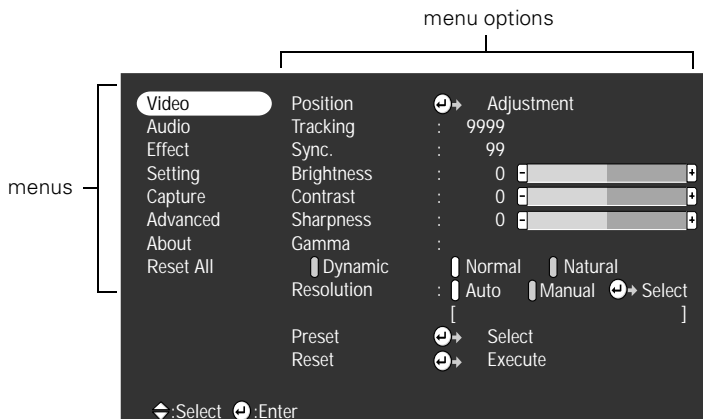 menu options
menus
Video Position Adjustment
Audio Tracking : 9999
Effect Sync. : 99
Setting Brightness : 0 - +
Capture Contrast : 0 - +
Advanced Sharpness : 0 - +
About Gamma :
Reset All Dynamic Normal Natural
Resolution : Auto Manual Select
[ ]
Preset Select
Reset Execute
:Select :Enter